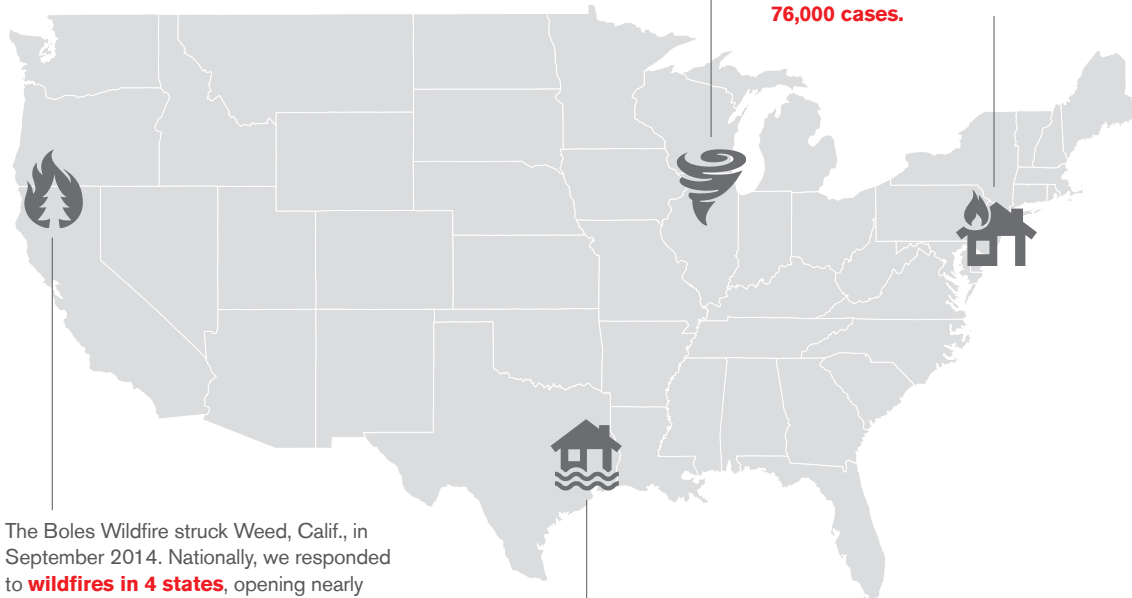 76,000 cases.
The Boles Wildfire struck Weed, Calif., in
September 2014. Nationally, we responded
to wildfires in 4 states, opening nearly